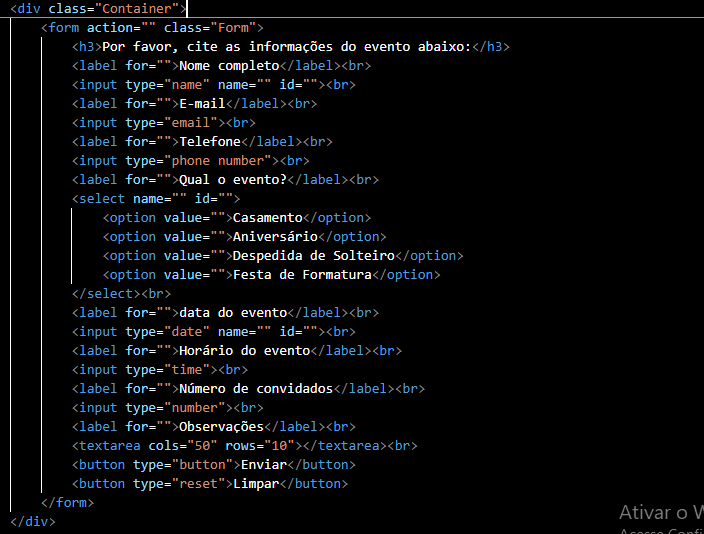 <div class="Container">
<form action="" class="Form">
<h3>Por favor, cite as informações do evento abaixo:</h3>
<label for="">Nome completo</label><br>
<input type="name" name="" id=""><br>
<label for="">E-mail</label><br>
<input type="email"><br>
<label for="">Telefone</label><br>
<input type="phone number"><br>
<label for="">Qual o evento?</label><br>
<select name="" id="">
<option value="">Casamento</option>
<option value="">Aniversário</option>
<option value="">Despedida de Solteiro</option>
<option value="">Festa de Formatura</option>
</select><br>
<label for="">data do evento</label><br>
<input type="date" name="" id=""><br>
<label for="">Horário do evento</label><br>
<input type="time"><br>
<label for="">Número de convidados</label><br>
<input type="number"><br>
<label for="">Observações</label><br>
<textarea cols="50" rows="10"></textarea><br>
<button type="button">Enviar</button>
<button type="reset">Limpar</button>
</form>
Ativar o
</div>